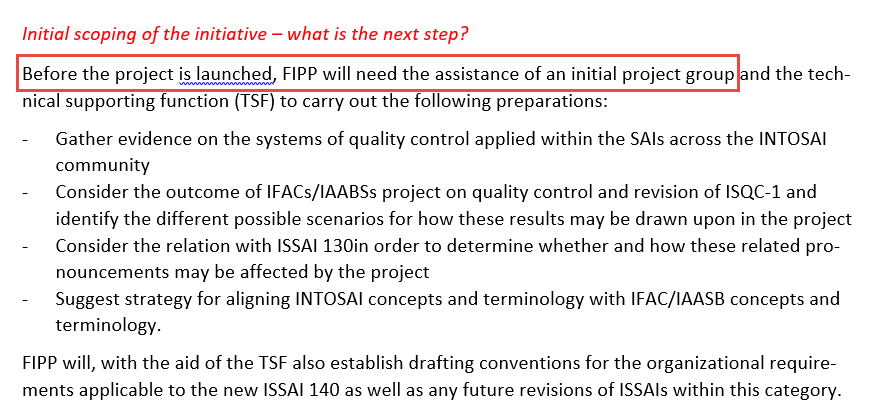 Initial scoping of the initiative – what is the next step?
Before the project is launched, FIPP will need the assistance of an initial project group and the tech-
nical supporting function (TSF) to carry out the following preparations:
- Gather evidence on the systems of quality control applied within the SAIs across the INTOSAI
community
- Consider the outcome of IFACs/IAABSs project on quality control and revision of ISQC-1 and
identify the different possible scenarios for how these results may be drawn upon in the project
- Consider the relation with ISSAI 130in order to determine whether and how these related pro-
nouncements may be affected by the project
- Suggest strategy for aligning INTOSAI concepts and terminology with IFAC/IAASB concepts and
terminology.
FIPP will, with the aid of the TSF also establish drafting conventions for the organizational require-
ments applicable to the new ISSAI 140 as well as any future revisions of ISSAIs within this category.